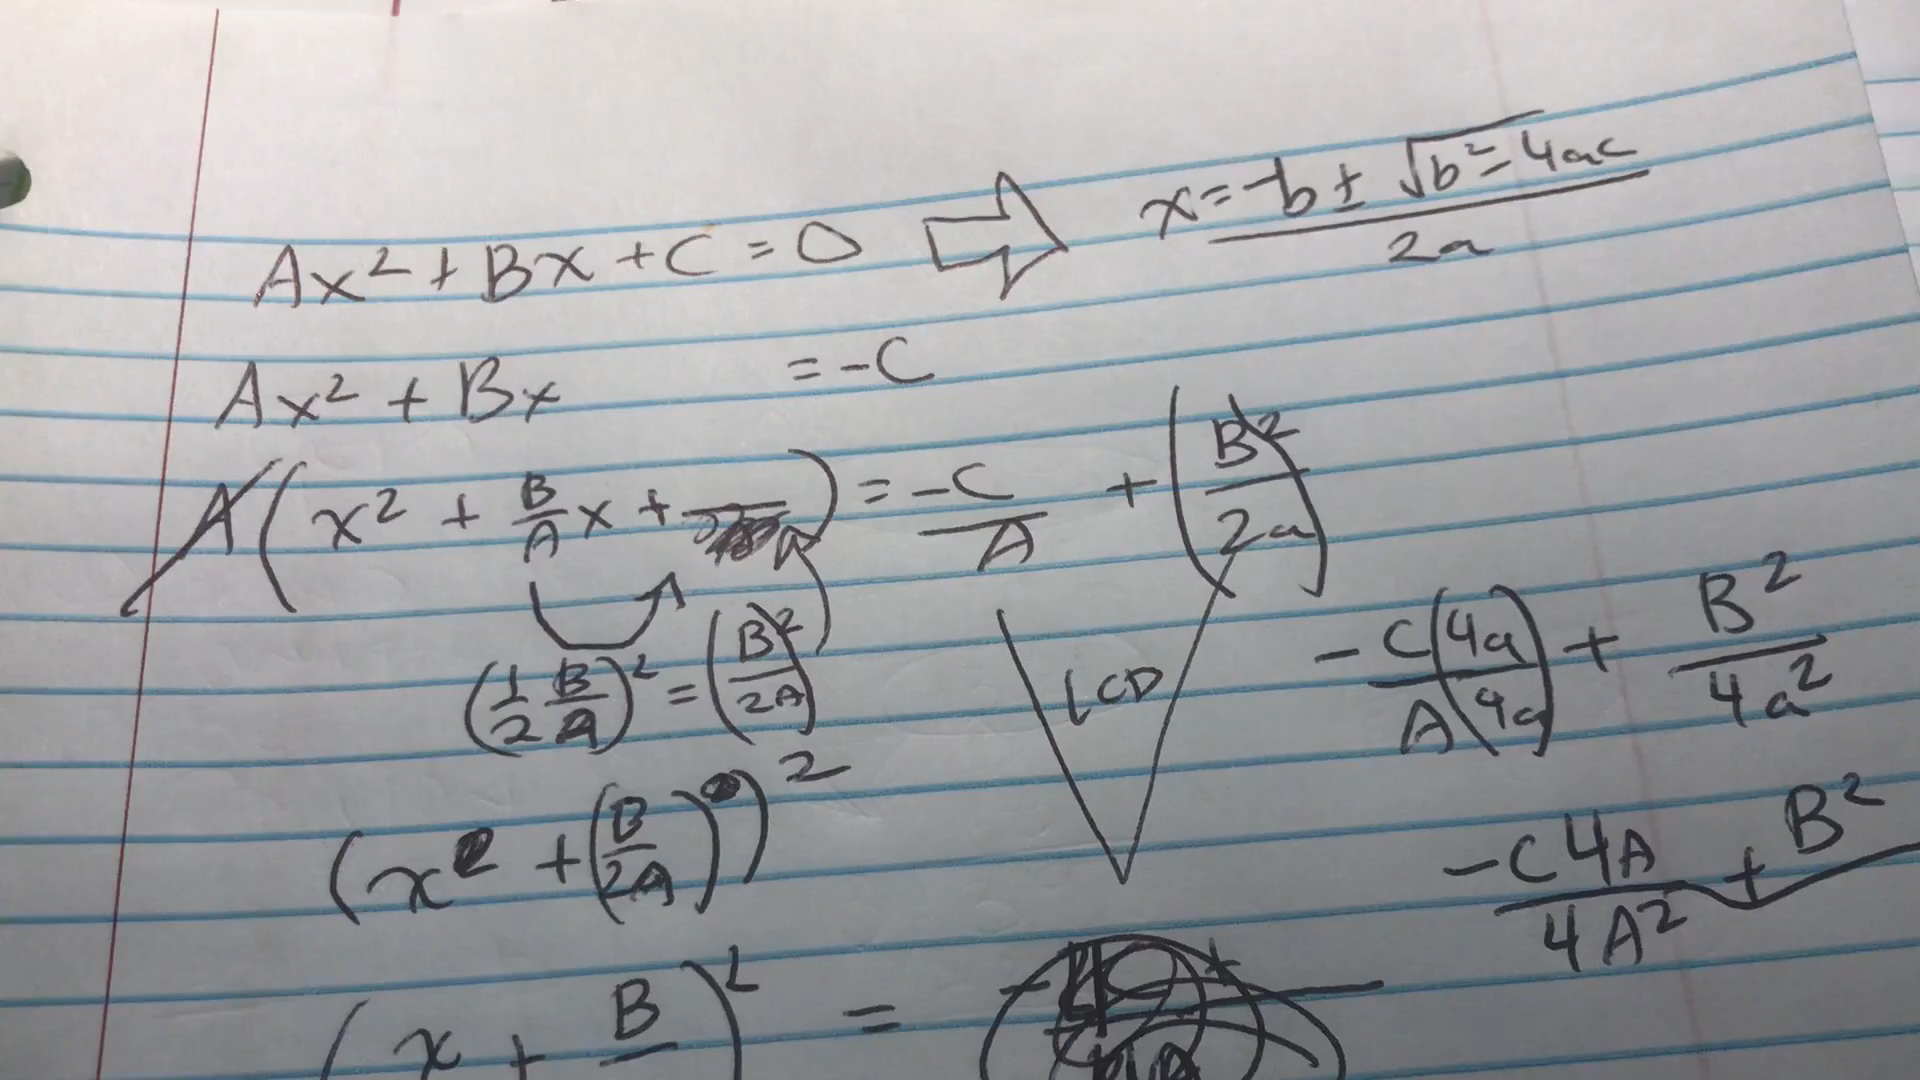 Ax² + Bx + C = 0 ⇨ x = -b ± √b² - 4ac / 2a
Ax² + Bx = -C
A(x² + B/A x + __) = -C/A + (B/2a)²
(1/2 B/A)² = (B/2A)²
LCD
-C(4a)/A(4a) + B²/4a²
(x + (B/2A))²
-C4A + B² / 4A²
(x + B)² =